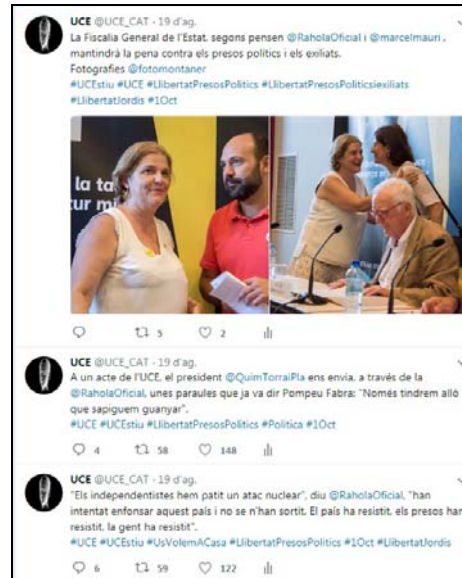 UCE @UCE_CAT · 19 d'ag.
La Fiscalia General de l'Estat, segons pensen @RaholaOficial i @marcelmauri ,
mantindrà la pena contra els presos polítics i els exiliats.
Fotografies @fotomontaner
#UCEstiu #UCE #LlibertatPresosPolitics #LlibertatPresosPoliticsiexiliats
#LlibertatJordis #1Oct
la ta
tur mi
5 2
UCE @UCE_CAT · 19 d'ag.
A un acte de l'UCE, el president @QuimTorraiPla ens envia, a través de la
@RaholaOficial, unes paraules que ja va dir Pompeu Fabra: "Només tindrem allò
que sapiguem guanyar".
#UCE #UCEstiu #LlibertatPresosPolitics #Politica #1Oct
4 58 148
UCE @UCE_CAT · 19 d'ag.
"Els independentistes hem patit un atac nuclear", diu @RaholaOficial, "han
intentat enfonsar aquest país i no se n'han sortit. El país ha resistit, els presos han
resistit, la gent ha resistit".
#UCE #UCEstiu #UsVolemACasa #LlibertatPresosPolitics #1Oct #LlibertatJordis
6 59 122